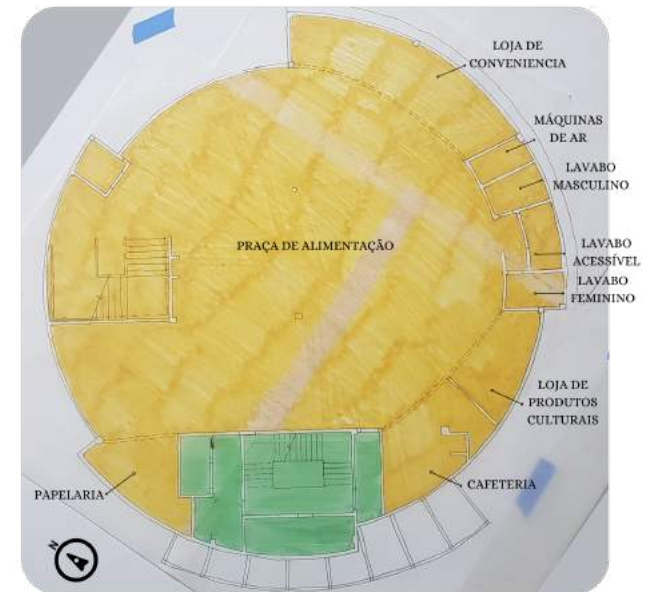 LOJA DE
CONVENIENCIA
MÁQUINAS
DE AR
LAVABO
MASCULINO
PRAÇA DE ALIMENTAÇÃO
LAVABO
ACESSÍVEL
LAVABO
FEMININO
LOJA DE
PRODUTOS
CULTURAIS
CAFETERIA
PAPELARIA
N